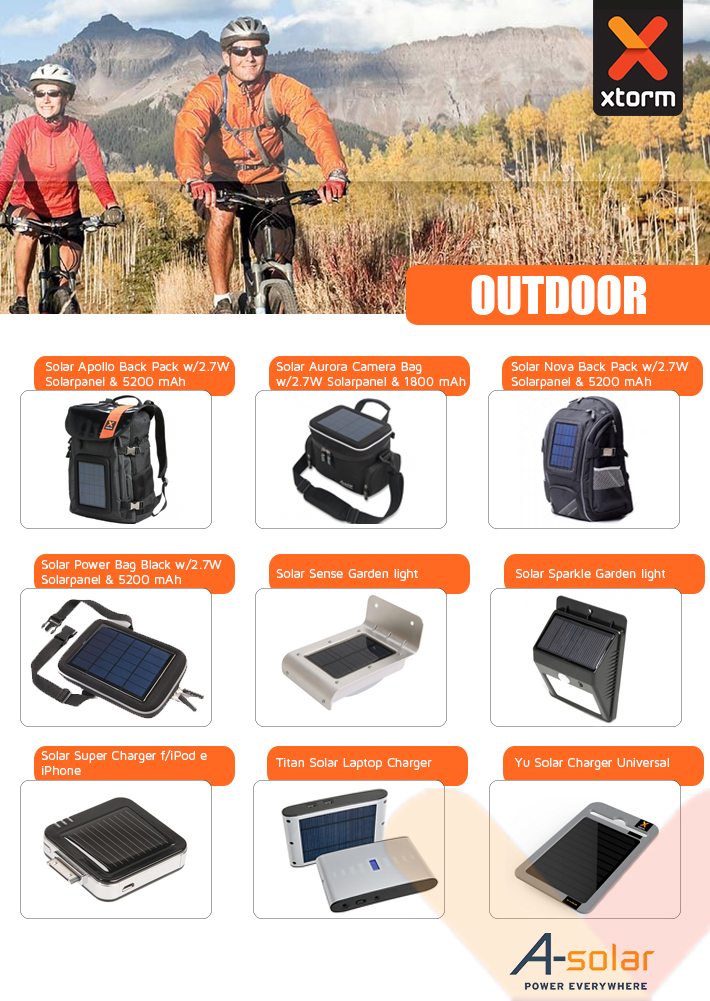 xtorm
OUTDOOR
Solar Apollo Back Pack w/2.7W
Solarpanel & 5200 mAh
Solar Aurora Camera Bag
w/2.7W Solarpanel & 1800 mAh
Solar Nova Back Pack w/2.7W
Solarpanel & 5200 mAh
Solar Power Bag Black w/2.7W
Solarpanel & 5200 mAh
Solar Sense Garden light
Solar Sparkle Garden light
Solar Super Charger f/iPod e
iPhone
Titan Solar Laptop Charger
Yu Solar Charger Universal
A-solar
POWER EVERYWHERE